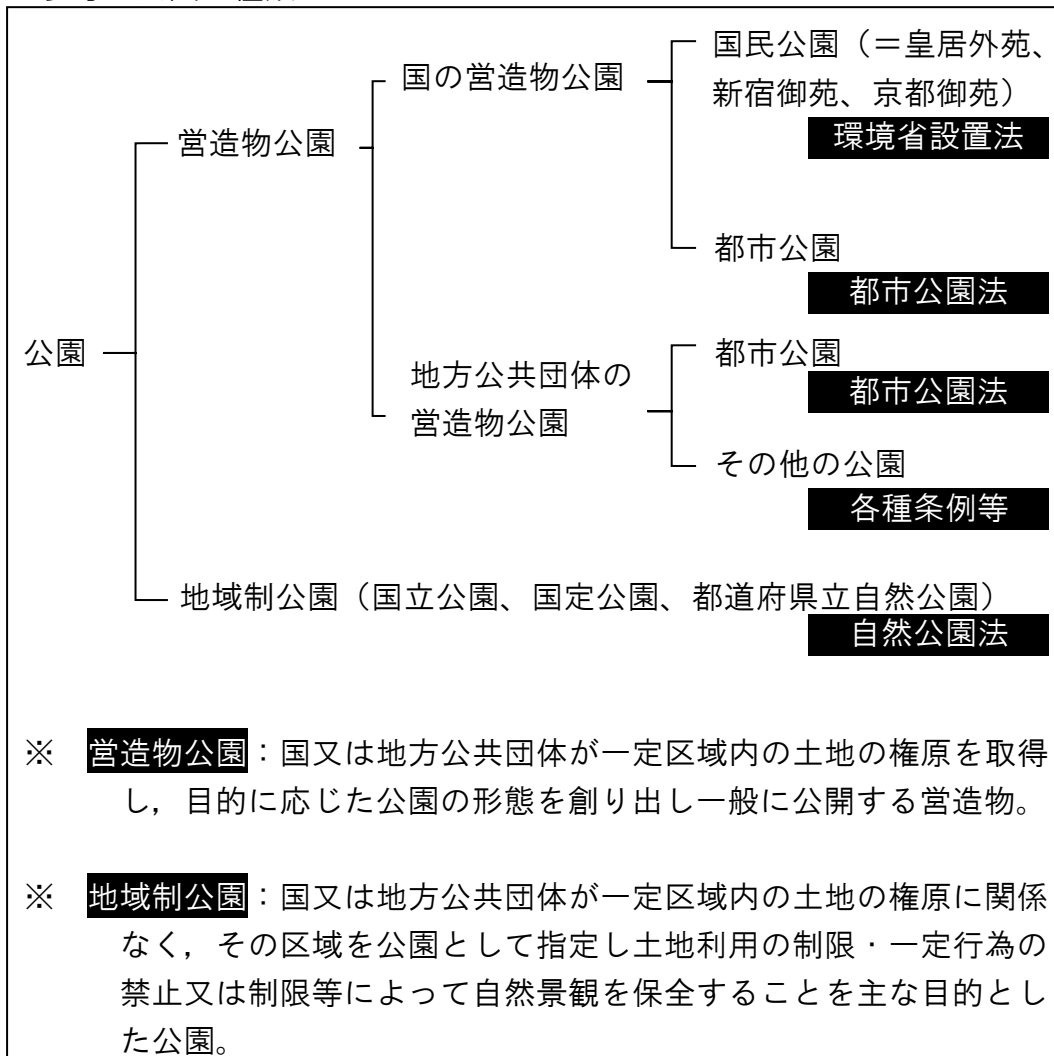 国民公園（＝皇居外苑、
新宿御苑、京都御苑）
環境省設置法
国の営造物公園
営造物公園
都市公園
都市公園法
公園
地方公共団体の
営造物公園
都市公園
都市公園法
その他の公園
各種条例等
地域制公園（国立公園、国定公園、都道府県立自然公園）
自然公園法
※　営造物公園：国又は地方公共団体が一定区域内の土地の権原を取得
し，目的に応じた公園の形態を創り出し一般に公開する営造物。
※　地域制公園：国又は地方公共団体が一定区域内の土地の権原に関係
なく，その区域を公園として指定し土地利用の制限・一定行為の
禁止又は制限等によって自然景観を保全することを主な目的とし
た公園。